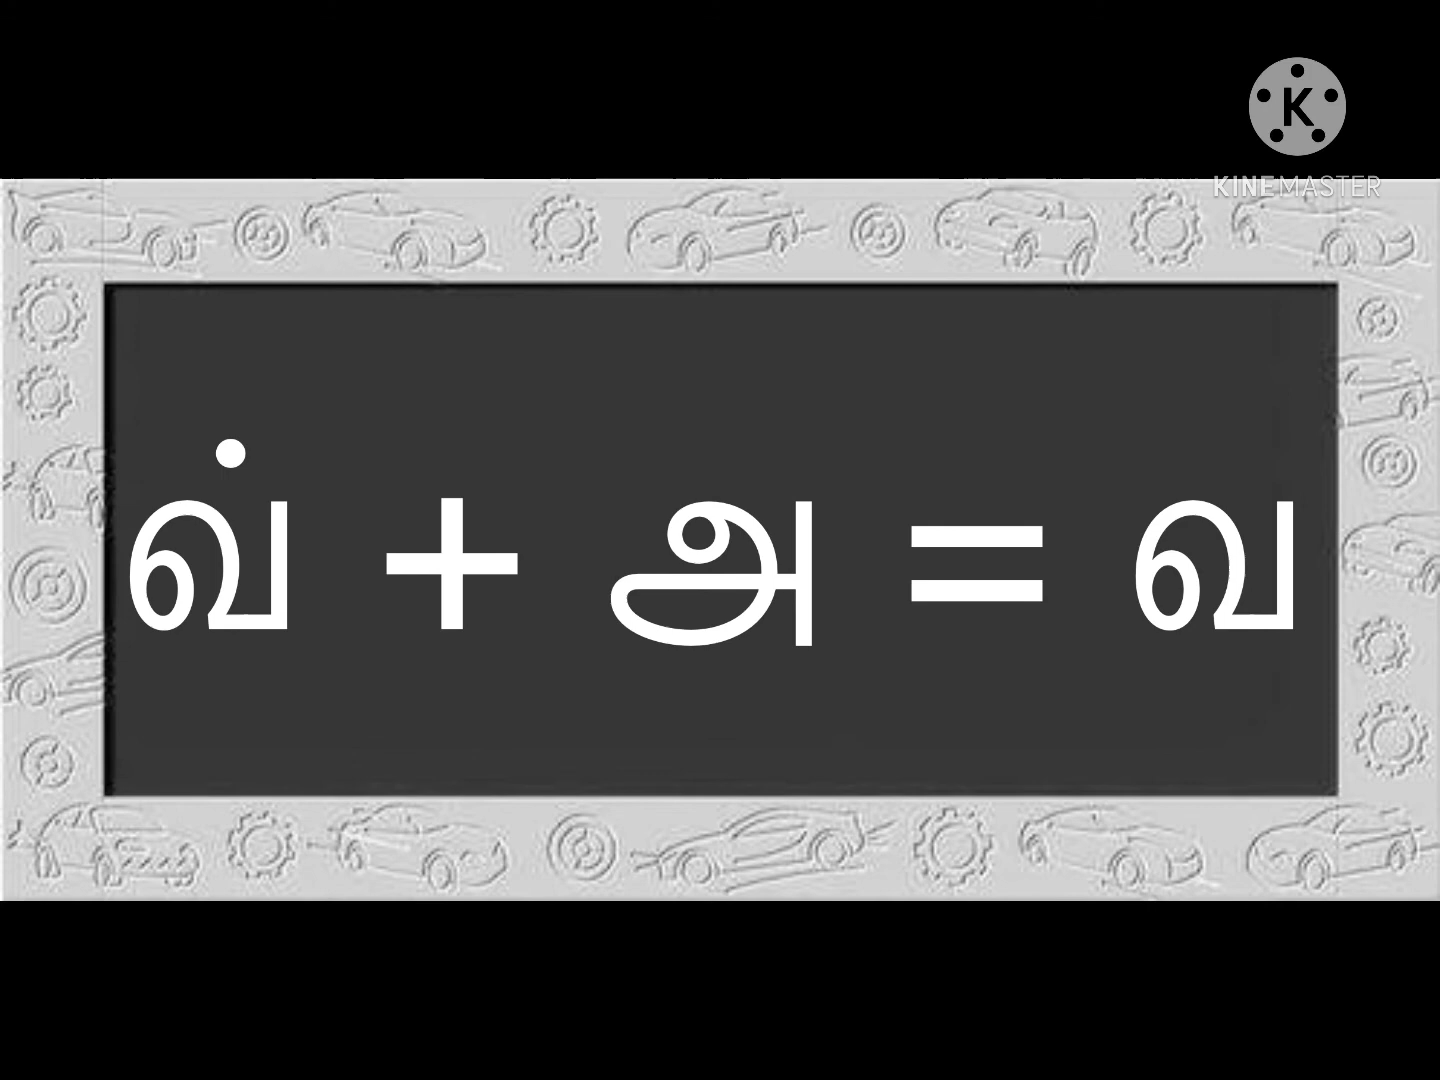 K
KINEMASTER
வ் + அ = வ